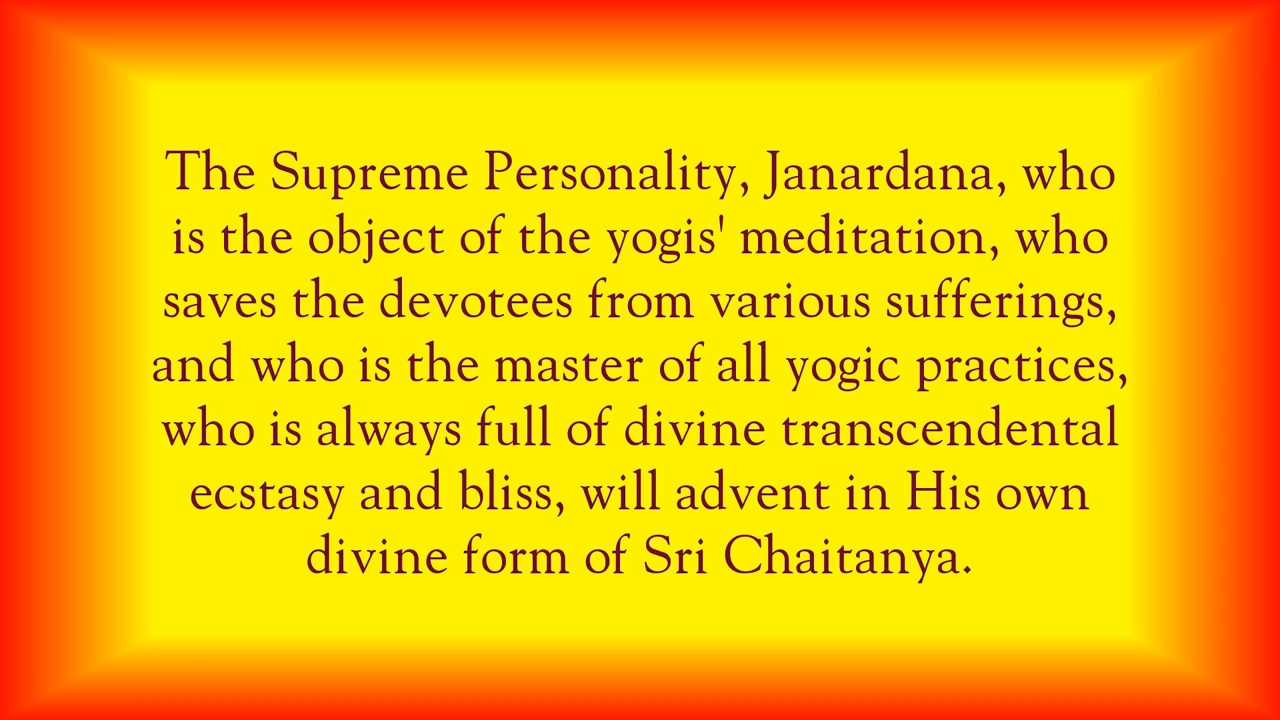 The Supreme Personality, Janardana, who
is the object of the yogis' meditation, who
saves the devotees from various sufferings,
and who is the master of all yogic practices,
who is always full of divine transcendental
ecstasy and bliss, will advent in His own
divine form of Sri Chaitanya.